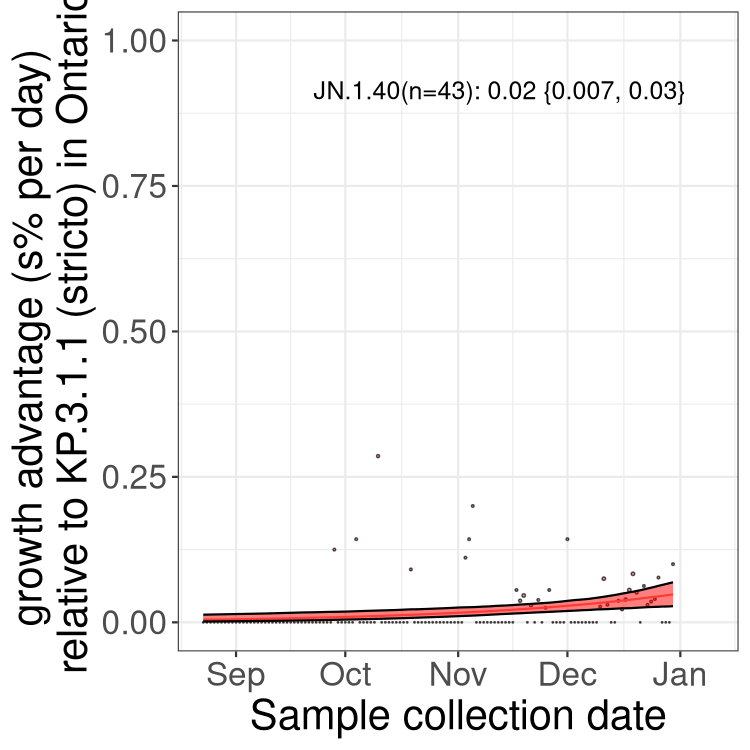 growth advantage (s% per day)
relative to KP.3.1.1 (stricto) in Ontario
1.00
0.75
0.50
0.25
0.00
JN.1.40(n=43): 0.02 {0.007, 0.03}
Sep Oct Nov Dec Jan
Sample collection date